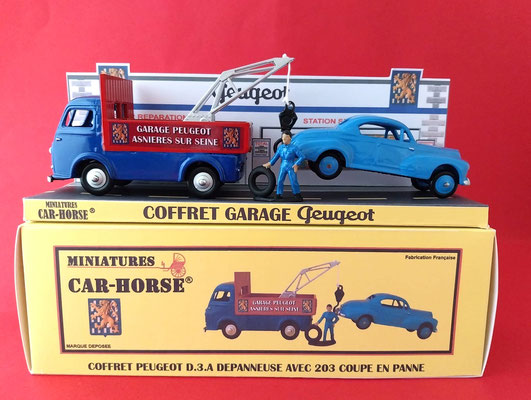 Peugeot
REPARATION
STATION SE
GARAGE PEUGEOT
ASNIERES SUR SEINE
MINIATURES
CAR-HORSE®
COFFRET GARAGE Peugeot
MINIATURES
CAR-HORSE®
Fabrication Française
GARAGE PEUGEOT
ASNIERES SUR SEINE
MARQUE DEPOSEE
COFFRET PEUGEOT D.3.A DEPANNEUSE AVEC 203 COUPE EN PANNE